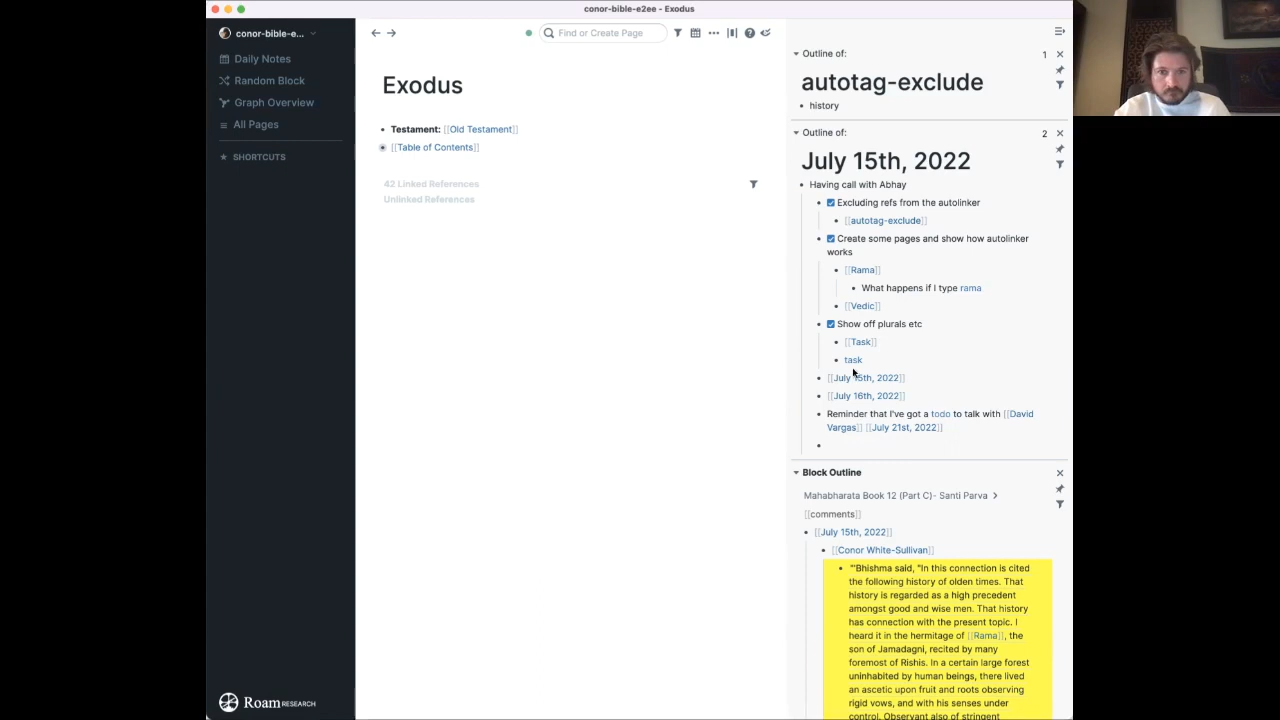 conor-bible-e2ee - Exodus
conor-bible-e...
Daily Notes
Random Block
Graph Overview
All Pages
SHORTCUTS
Roam RESEARCH
Find or Create Page
Exodus
Testament: [[Old Testament]]
[[Table of Contents]]
42 Linked References
Unlinked References
Outline of:
1
autotag-exclude
history
Outline of:
2
July 15th, 2022
Having call with Abhay
Excluding refs from the autolinker
[[autotag-exclude]]
Create some pages and show how autolinker
works
[[Rama]]
What happens if I type rama
[[Vedic]]
Show off plurals etc
[[Task]]
task
[[July 15th, 2022]]
[[July 16th, 2022]]
Reminder that I've got a todo to talk with [[David
Vargas]] [[July 21st, 2022]]
Block Outline
Mahabharata Book 12 (Part C)- Santi Parva >
[[comments]]
[[July 15th, 2022]]
[[Conor White-Sullivan]]
"'Bhishma said, "In this connection is cited
the following history of olden times. That
history is regarded as a high precedent
amongst good and wise men. That history
has connection with the present topic. I
heard it in the hermitage of [[Rama]], the
son of Jamadagni, recited by many
foremost of Rishis. In a certain large forest
uninhabited by human beings, there lived
an ascetic upon fruit and roots observing
rigid vows, and with his senses under
control. Observant also of stringent